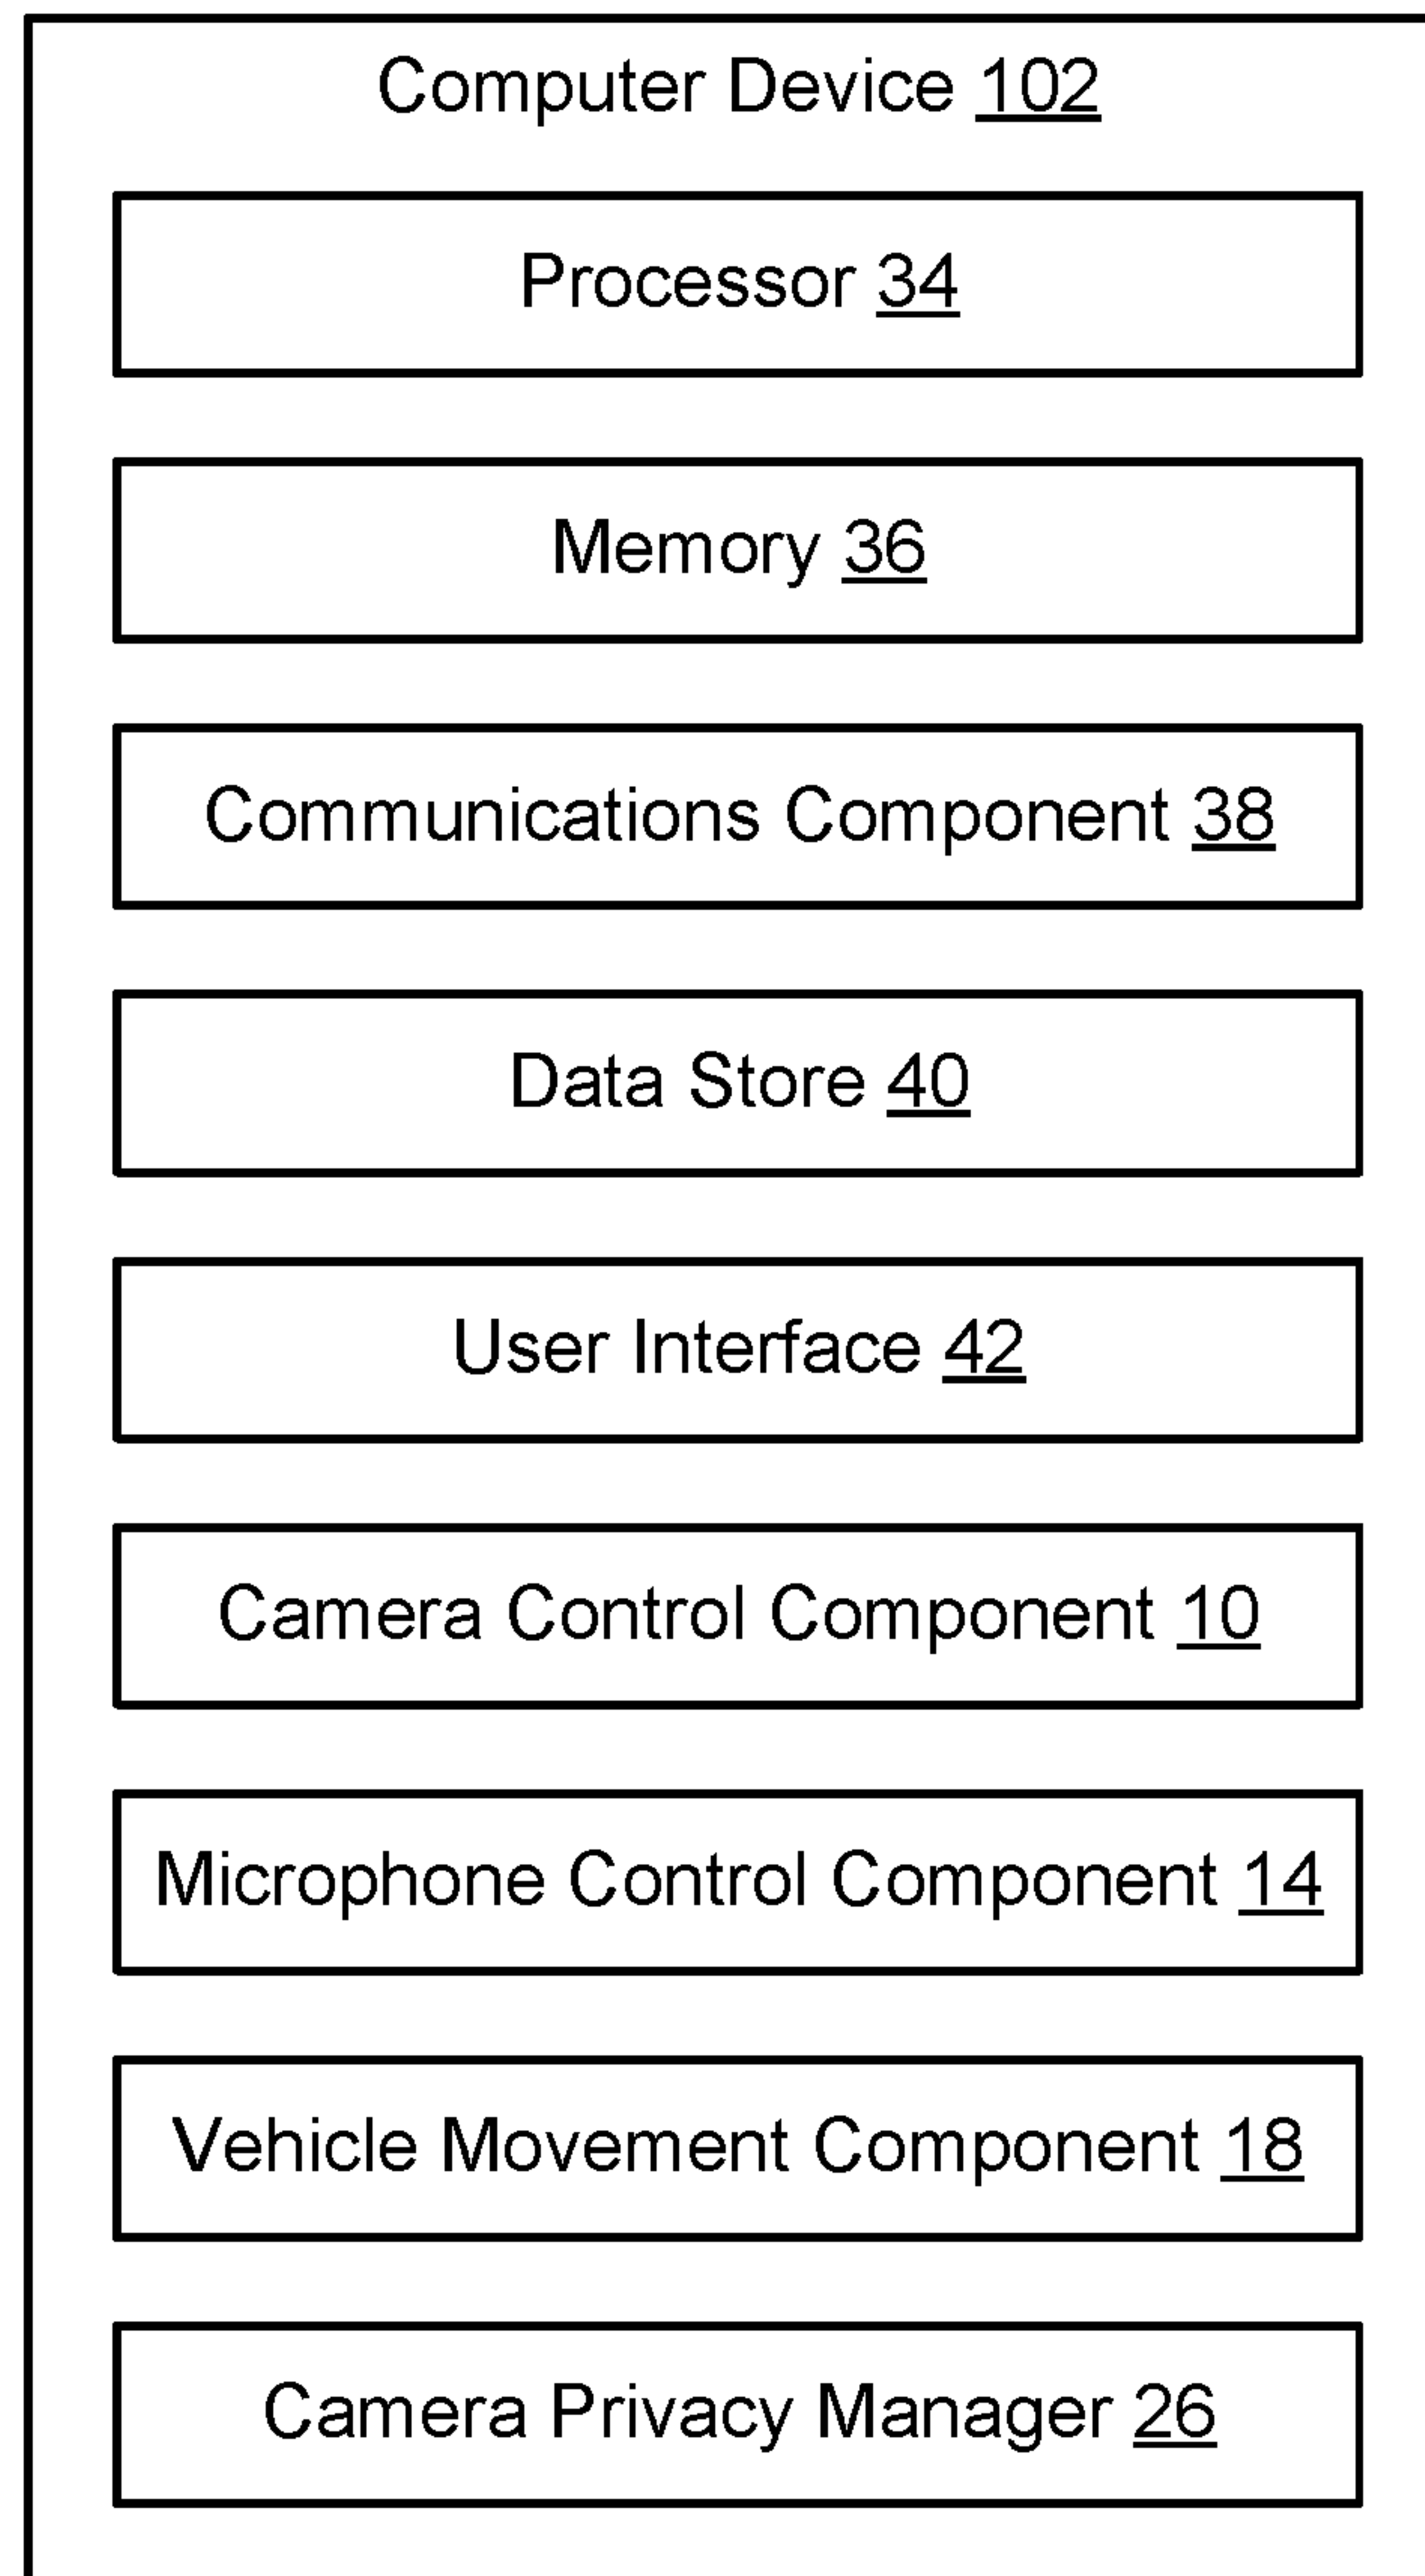 Computer Device 102
Processor 34
Memory 36
Communications Component 38
Data Store 40
User Interface 42
Camera Control Component 10
Microphone Control Component 14
Vehicle Movement Component 18
Camera Privacy Manager 26